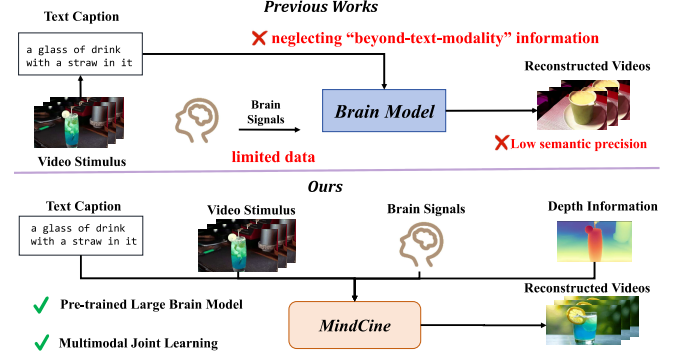 Previous Works
Text Caption
a glass of drink
with a straw in it
✗ neglecting “beyond-text-modality” information
Reconstructed Videos
Brain
Signals
Brain Model
Video Stimulus
limited data
✗ Low semantic precision
Ours
Text Caption
Video Stimulus
Brain Signals
Depth Information
a glass of drink
with a straw in it
Reconstructed Videos
✓ Pre-trained Large Brain Model
MindCine
✓ Multimodal Joint Learning